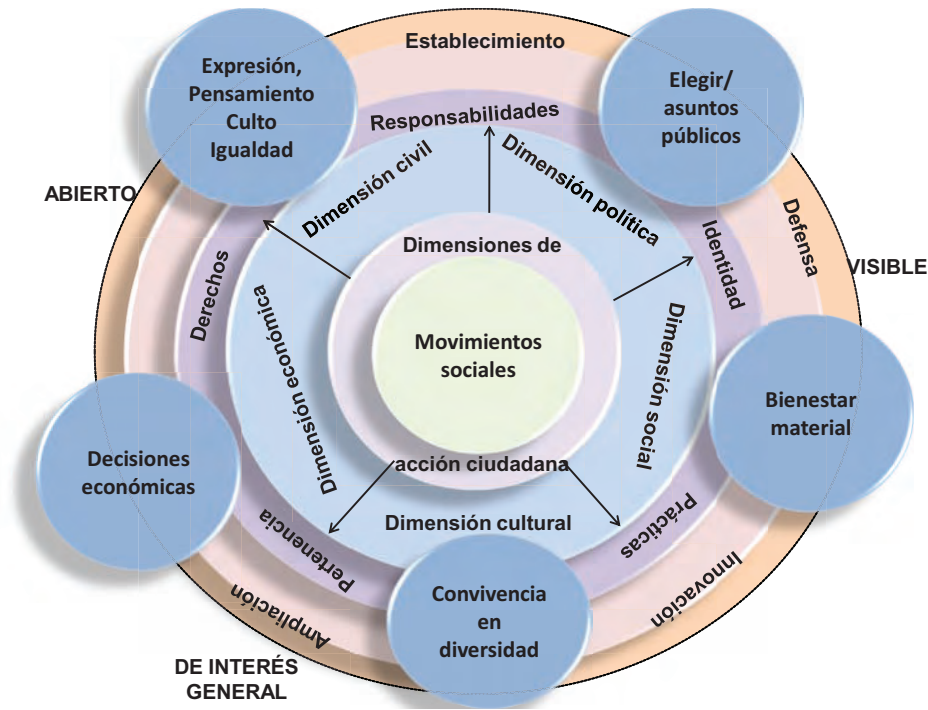 Establecimiento
Expresión,
Pensamiento
Culto
Igualdad
Elegir/
asuntos
públicos
Responsabilidades
ABIERTO
Dimensión civil
Dimensión política
Defensa
Identidad
VISIBLE
Derechos
Dimensiones de
Movimientos
sociales
acción ciudadana
Dimensión económica
Dimensión social
Bienestar
material
Decisiones
económicas
Dimensión cultural
Pertenencia
Prácticas
Convivencia
en
diversidad
Ampliación
Innovación
DE INTERÉS
GENERAL